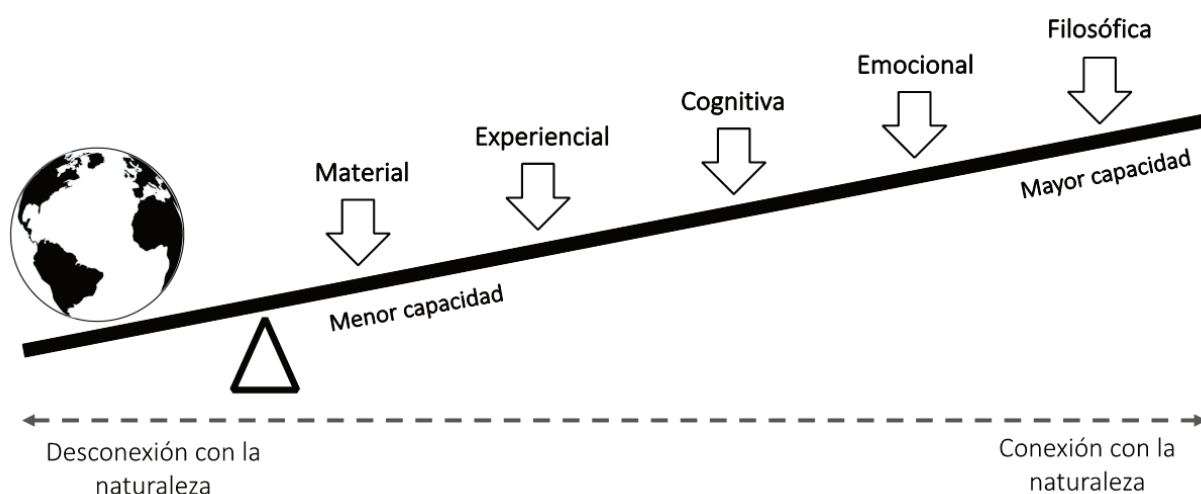 Filosófica
Emocional
Cognitiva
Experiencial
Material
Mayor capacidad
Menor capacidad
Desconexión con la
naturaleza
Conexión con la
naturaleza